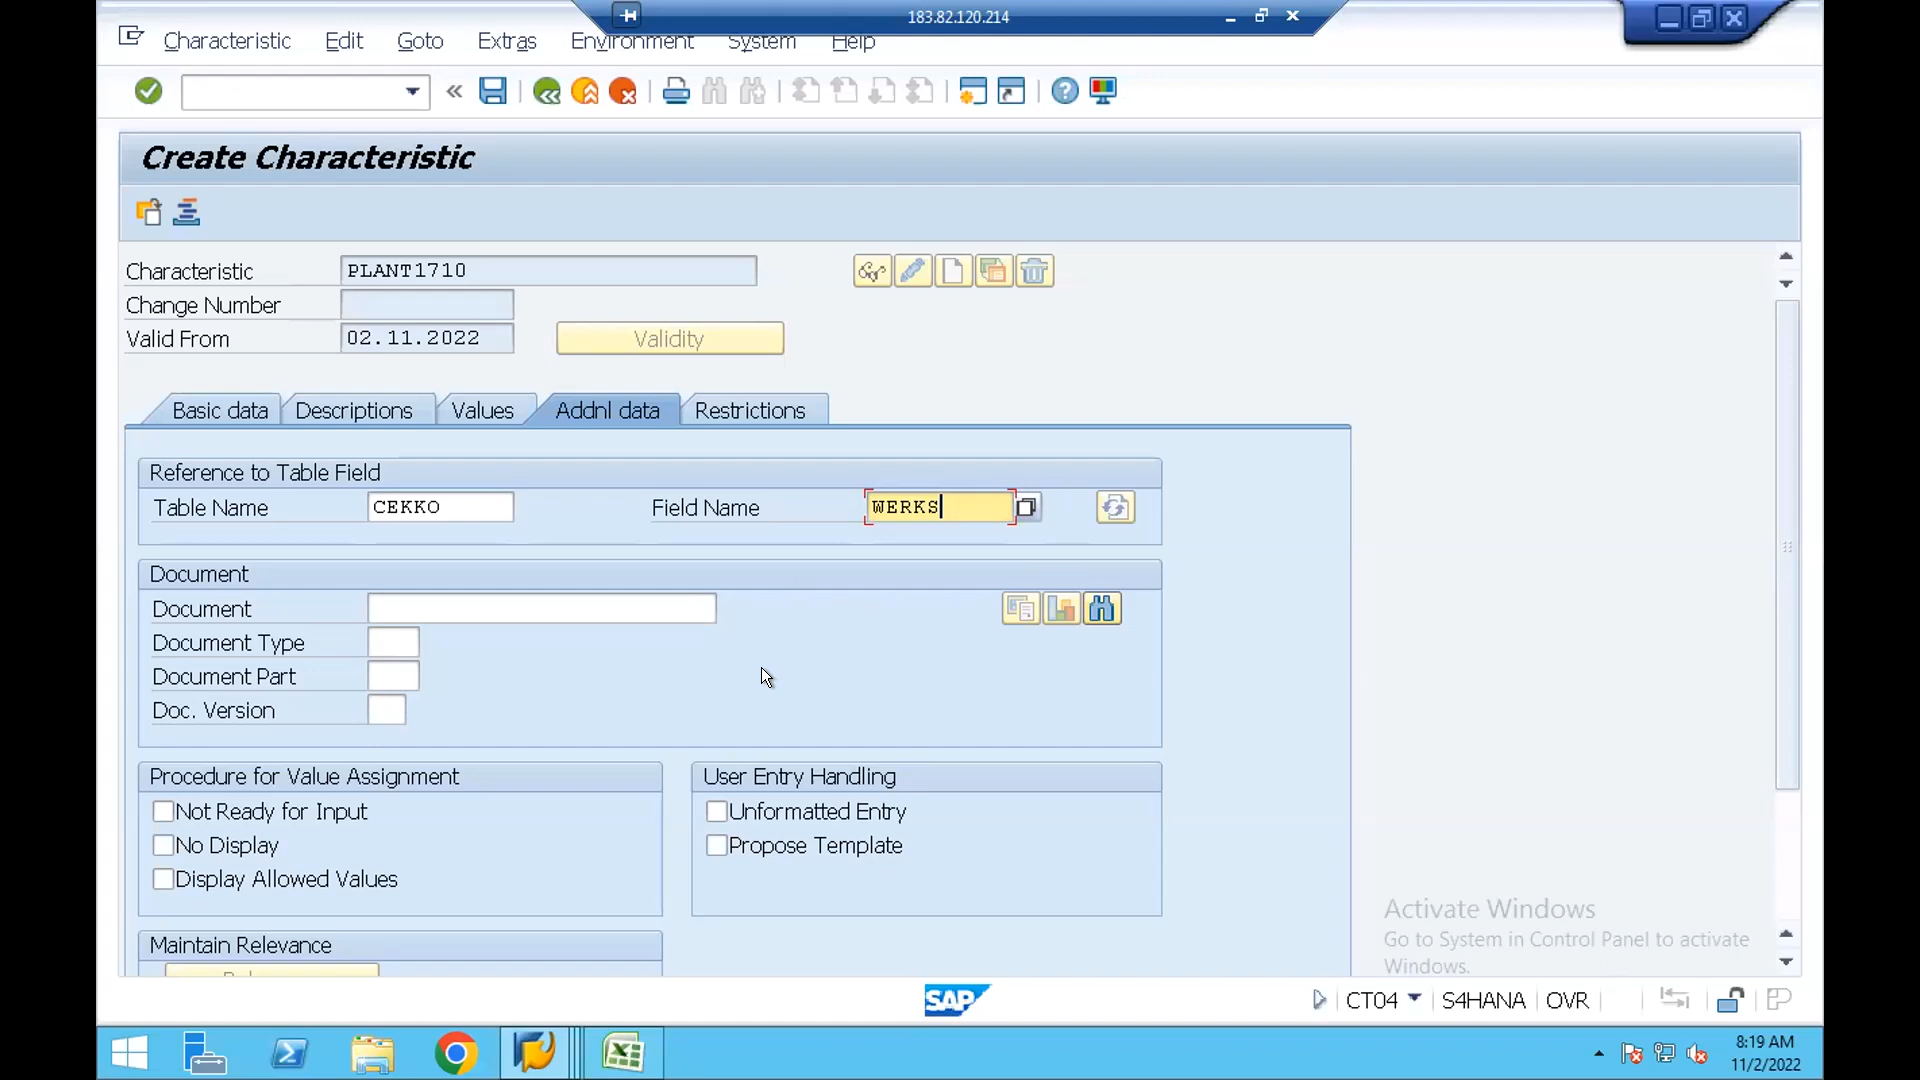 183.82.120.214
Characteristic Edit Goto Extras Environment System Help
Create Characteristic
Characteristic PLANT1710
Change Number
Valid From 02.11.2022 Validity
Basic data Descriptions Values Addnl data Restrictions
Reference to Table Field
Table Name CEKKO Field Name WERKS
Document
Document
Document Type
Document Part
Doc. Version
Procedure for Value Assignment User Entry Handling
Not Ready for Input Unformatted Entry
No Display Propose Template
Display Allowed Values
Maintain Relevance
Activate Windows
Go to System in Control Panel to activate
Windows.
SAP CT04 S4HANA OVR
8:19 AM
11/2/2022